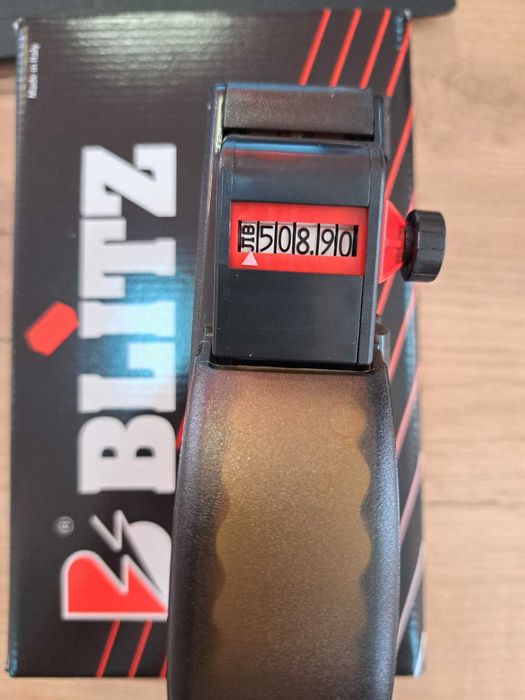 Made in Italy
BLITZ
®
ЛВ 508.90